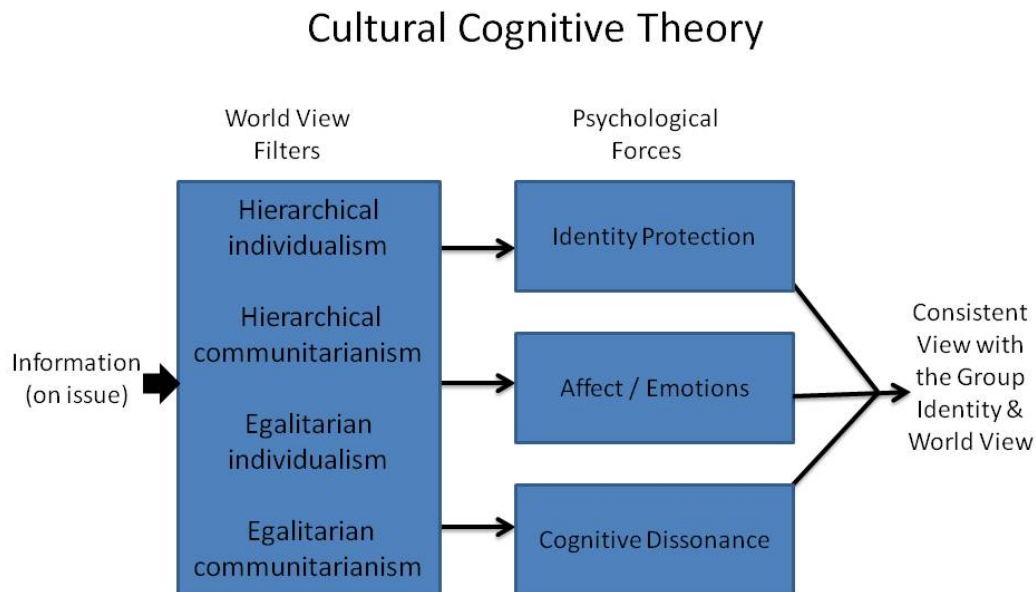 Cultural Cognitive Theory
World View
Filters
Psychological
Forces
Information
(on issue)
Hierarchical
individualism
Hierarchical
communitarianism
Egalitarian
individualism
Egalitarian
communitarianism
Identity Protection
Affect / Emotions
Cognitive Dissonance
Consistent
View with
the Group
Identity &
World View